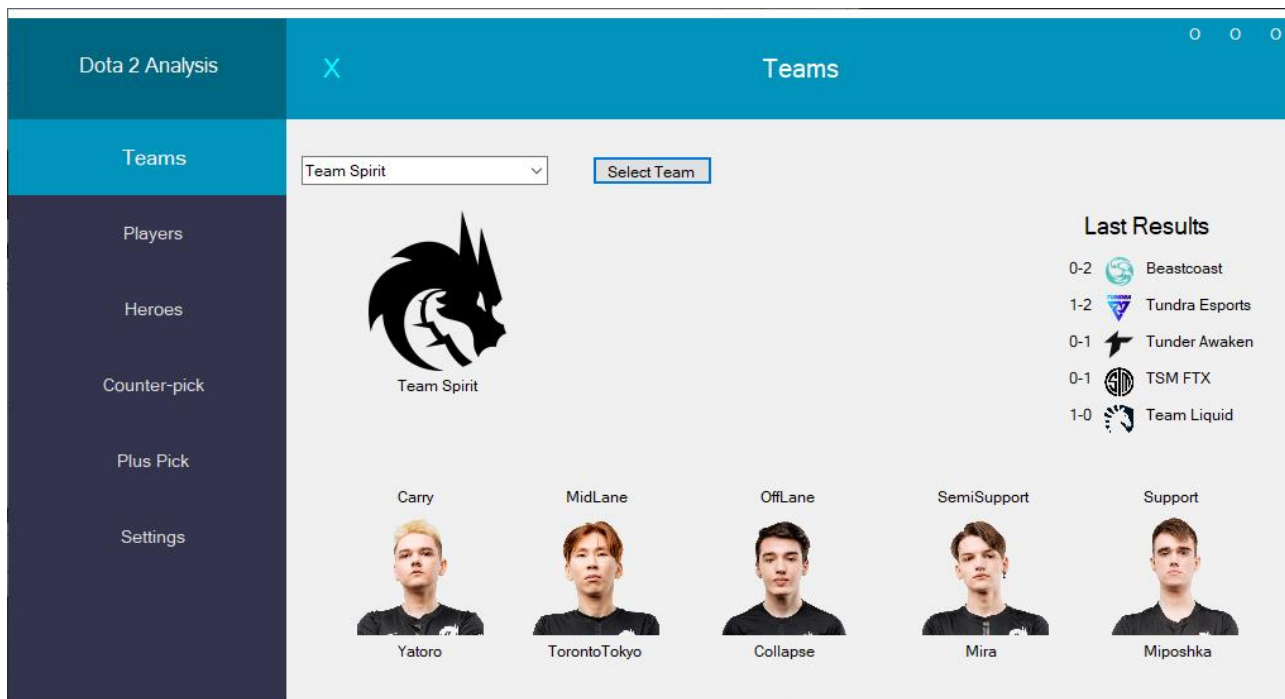 Dota 2 Analysis
X
Teams
O O O
Teams
Players
Heroes
Counter-pick
Plus Pick
Settings
Team Spirit
Select Team
Team Spirit
Last Results
0-2 Beastcoast
1-2 TUNDRA Tundra Esports
0-1 Tunder Awaken
0-1 TSM TSM FTX
1-0 Team Liquid
Carry MidLane OffLane SemiSupport Support
Yatoro TorontoTokyo Collapse Mira Miposhka